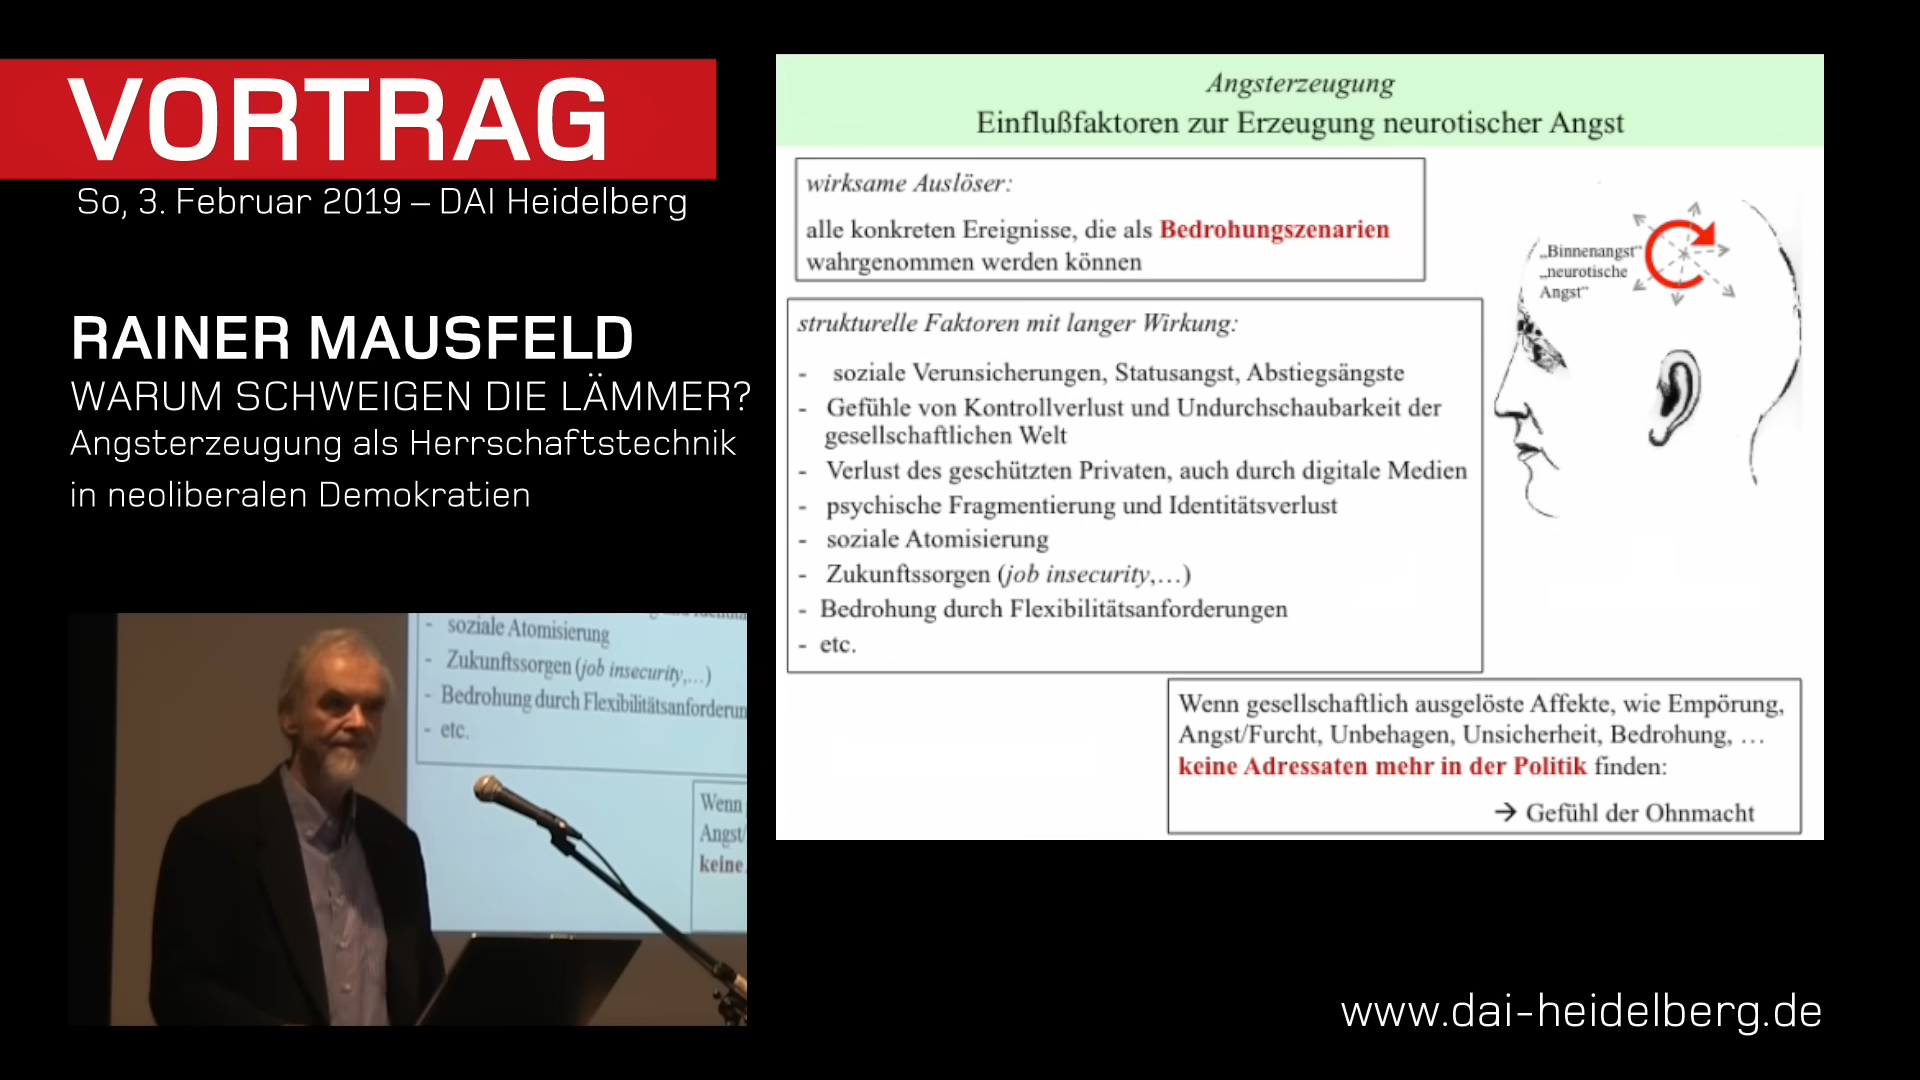 VORTRAG
So, 3. Februar 2019 – DAI Heidelberg
RAINER MAUSFELD
WARUM SCHWEIGEN DIE LÄMMER?
Angsterzeugung als Herrschaftstechnik
in neoliberalen Demokratien
Angsterzeugung
Einflußfaktoren zur Erzeugung neurotischer Angst
wirksame Auslöser:
alle konkreten Ereignisse, die als Bedrohungszenarien
wahrgenommen werden können
„Binnenangst“
„neurotische
Angst“
strukturelle Faktoren mit langer Wirkung:
- soziale Verunsicherungen, Statusangst, Abstiegsängste
- Gefühle von Kontrollverlust und Undurchschaubarkeit der
gesellschaftlichen Welt
- Verlust des geschützten Privaten, auch durch digitale Medien
- psychische Fragmentierung und Identitätsverlust
- soziale Atomisierung
- Zukunftssorgen (job insecurity,…)
- Bedrohung durch Flexibilitätsanforderungen
- etc.
Wenn gesellschaftlich ausgelöste Affekte, wie Empörung,
Angst/Furcht, Unbehagen, Unsicherheit, Bedrohung, …
keine Adressaten mehr in der Politik finden:
→ Gefühl der Ohnmacht
- soziale Atomisierung
- Zukunftssorgen (job insecurity,…)
- Bedrohung durch Flexibilitätsanforderun
- etc.
Wenn
Angst/
keine
www.dai-heidelberg.de